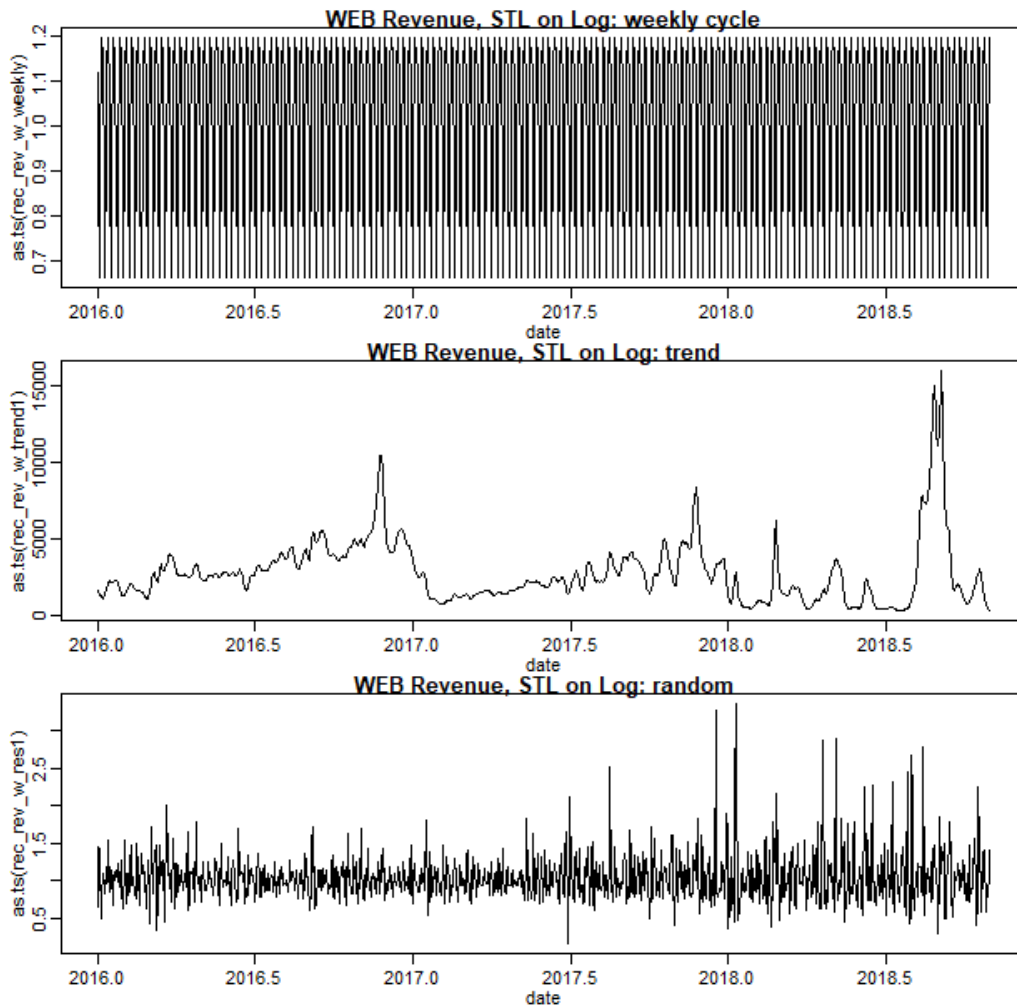 WEB Revenue, STL on Log: weekly cycle
as.ts(rec_rev_w_weekly)
1.2
1.1
1.0
0.9
0.8
0.7
2016.0 2016.5 2017.0 2017.5 2018.0 2018.5
date
WEB Revenue, STL on Log: trend
as.ts(rec_rev_w_trend1)
15000
10000
5000
0
2016.0 2016.5 2017.0 2017.5 2018.0 2018.5
date
WEB Revenue, STL on Log: random
as.ts(rec_rev_w_res1)
2.5
1.5
0.5
2016.0 2016.5 2017.0 2017.5 2018.0 2018.5
date